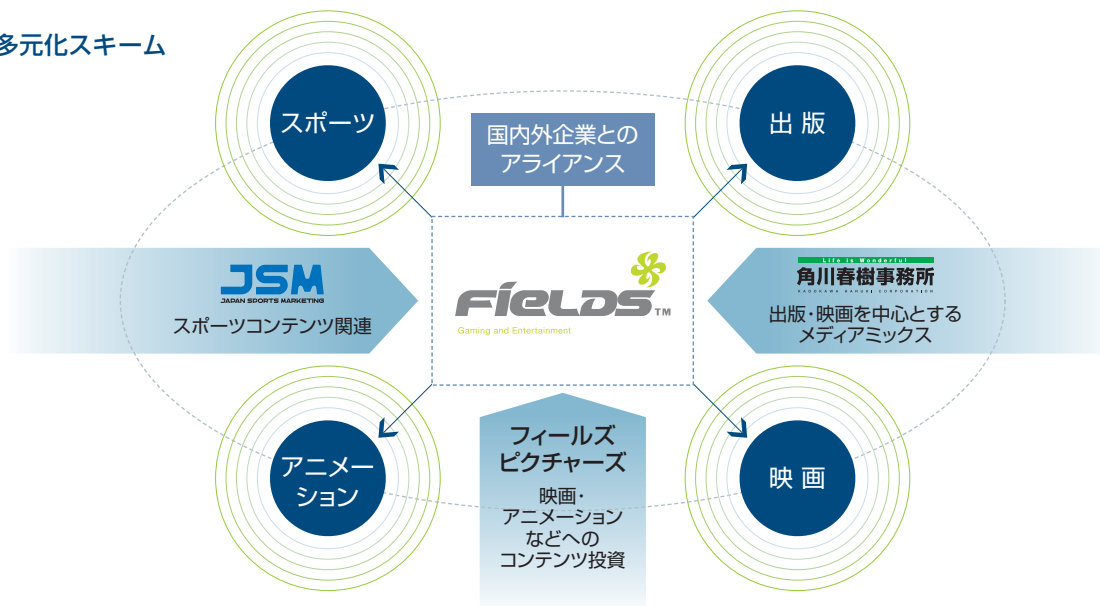 多元化スキーム
スポーツ
国内外企業との
アライアンス
出 版
JSM
JAPAN SPORTS MARKETING
スポーツコンテンツ関連
FIELDS™
Gaming and Entertainment
Life is Wonderful
角川春樹事務所
KADOKAWA HARUKI CORPORATION
出版・映画を中心とする
メディアミックス
アニメー
ション
フィールズ
ピクチャーズ
映画・
アニメーション
などへの
コンテンツ投資
映 画